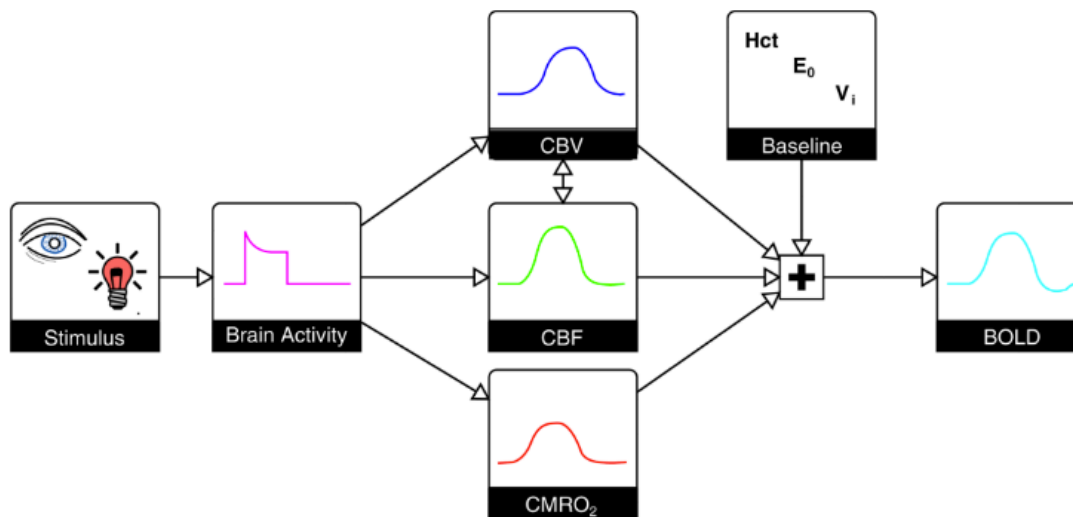 Hct
E₀
Vᵢ
CBV
Baseline
Stimulus
Brain Activity
CBF
+
BOLD
CMRO₂